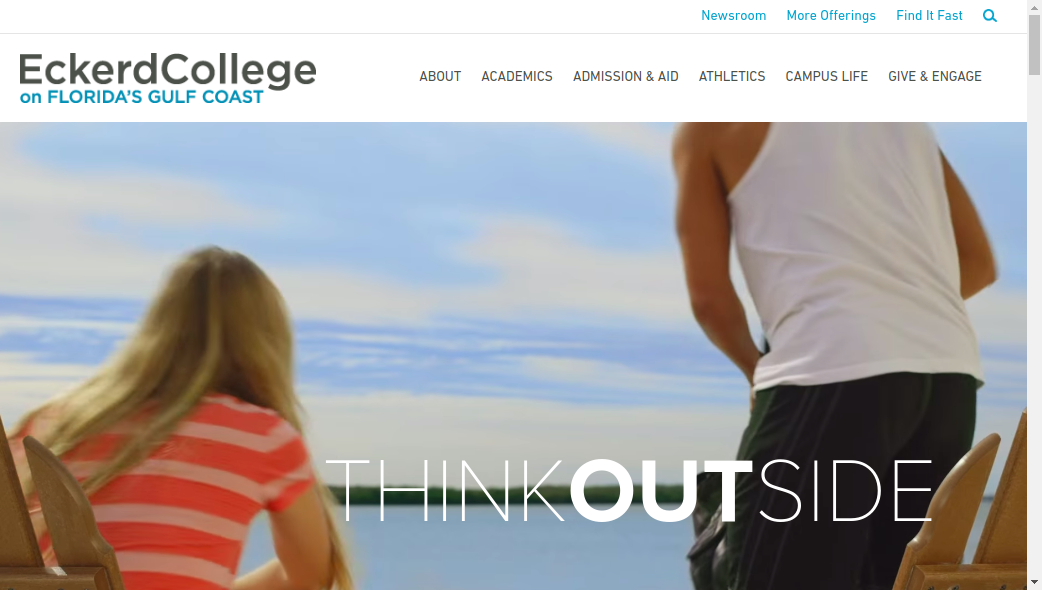 Newsroom More Offerings Find It Fast
EckerdCollege
on FLORIDA'S GULF COAST
ABOUT ACADEMICS ADMISSION & AID ATHLETICS CAMPUS LIFE GIVE & ENGAGE
THINKOUTSIDE